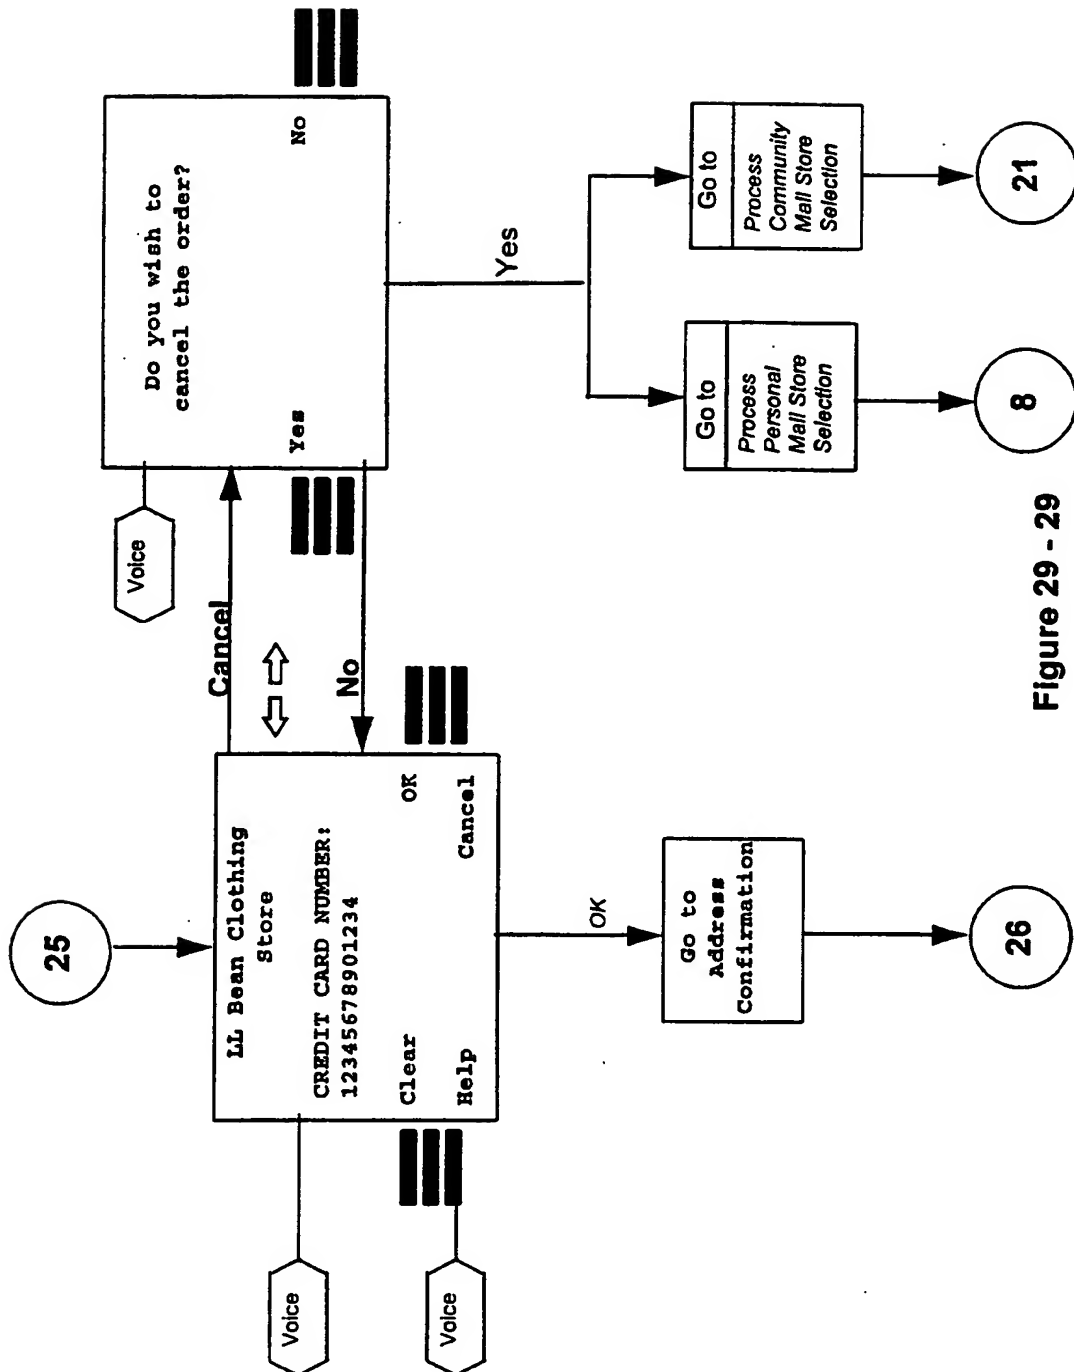 25
Voice
LL Bean Clothing
Store
CREDIT CARD NUMBER:
12345678901234
Clear
OK
Help
Cancel
Voice
Cancel
No
Voice
Do you wish to
cancel the order?
Yes
No
OK
Go to
Address
Confirmation
26
Yes
Go to
Process
Personal
Mall Store
Selection
8
Go to
Process
Community
Mall Store
Selection
21
Figure 29 - 29